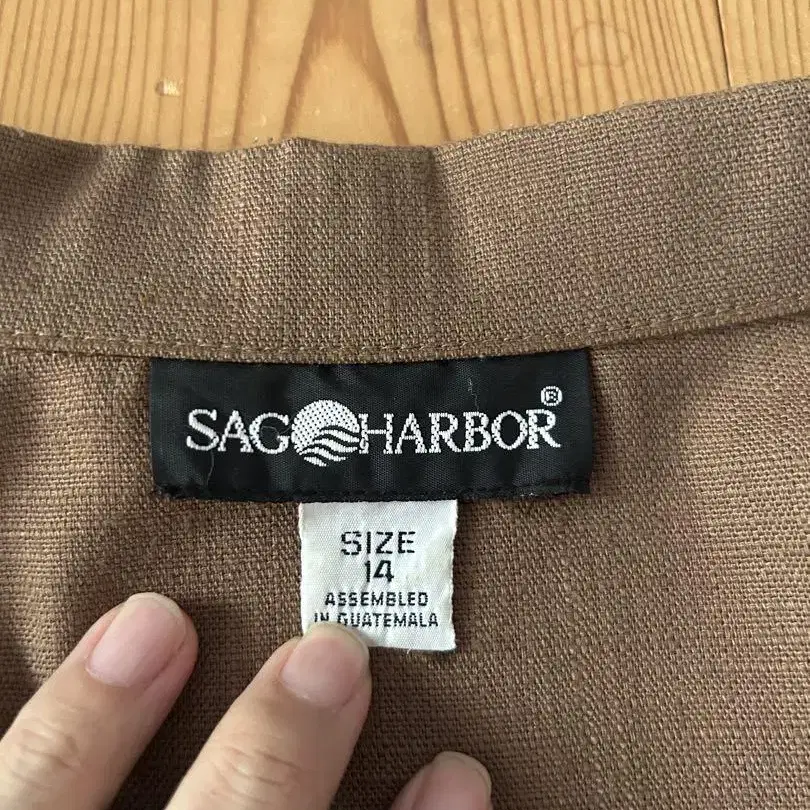 SAG HARBOR®
SIZE
14
ASSEMBLED
IN GUATEMALA